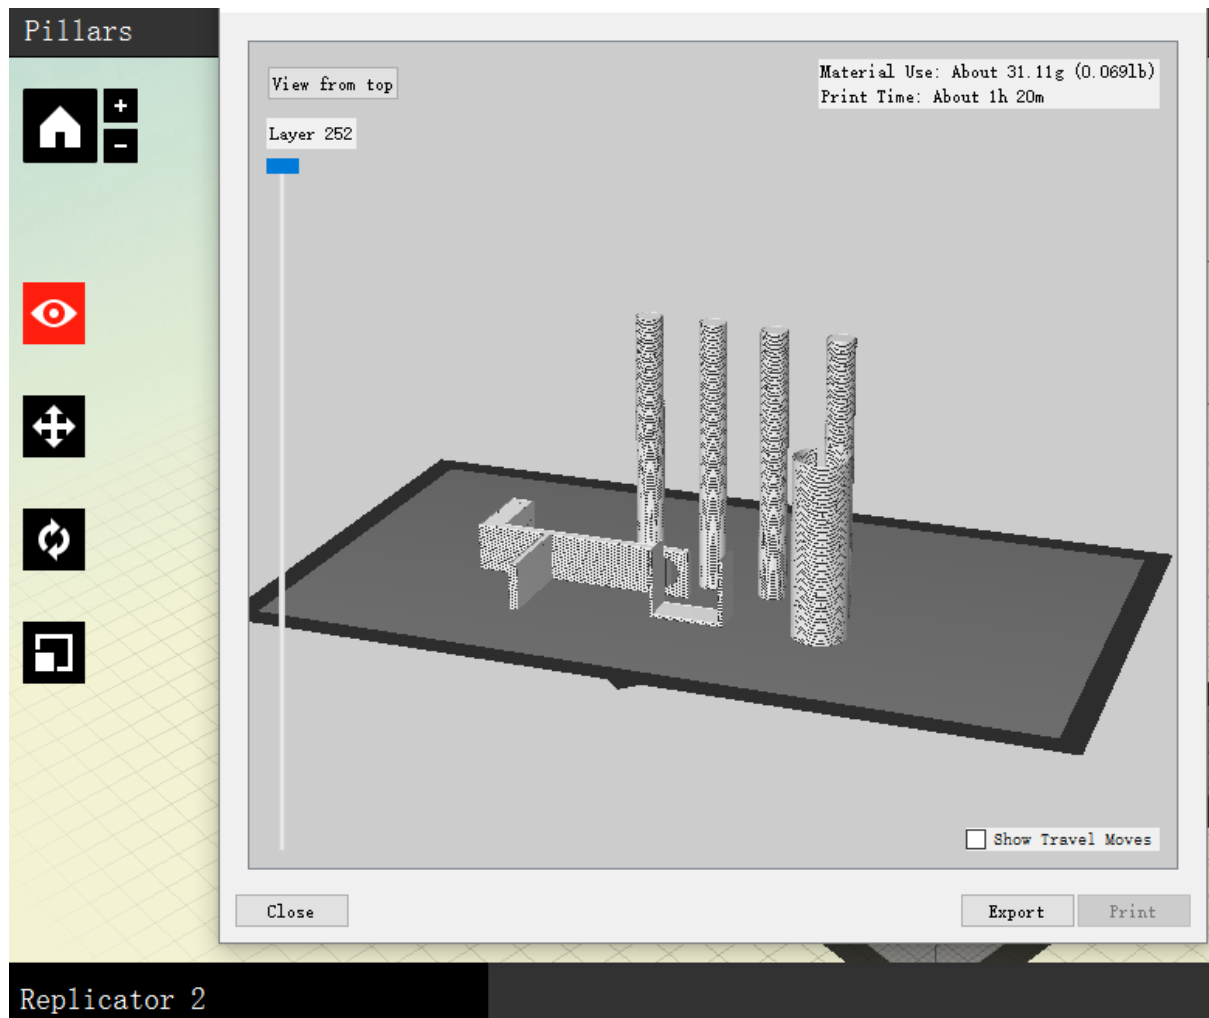 Pillars
View from top
Material Use: About 31.11g (0.069lb)
Print Time: About 1h 20m
Layer 252
Show Travel Moves
Close
Export
Print
Replicator 2